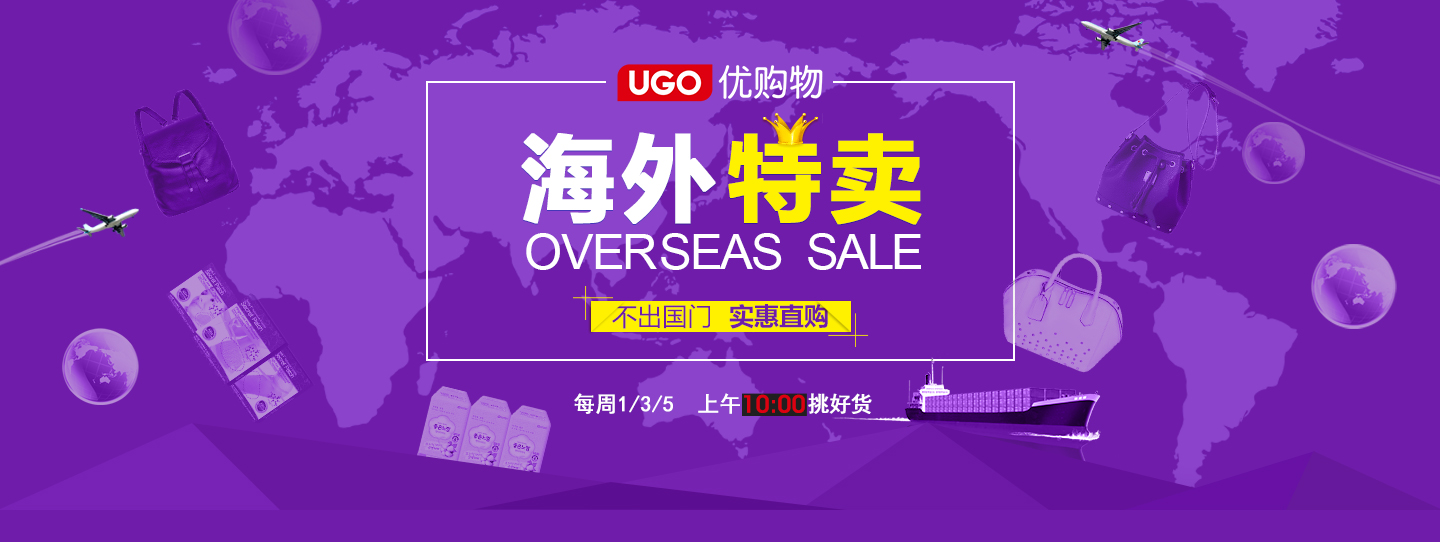 UGO 优购物
海外特卖
OVERSEAS SALE
不出国门 实惠直购
每周1/3/5 上午10:00挑好货